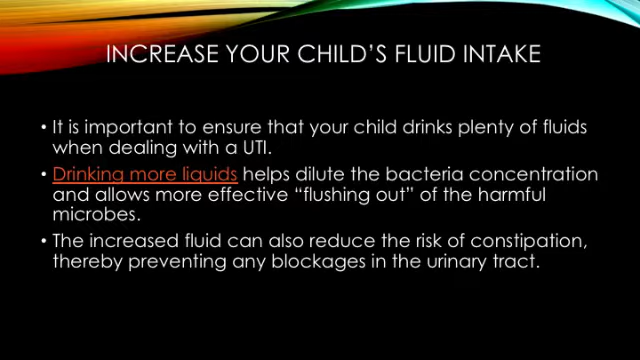 INCREASE YOUR CHILD’S FLUID INTAKE
• It is important to ensure that your child drinks plenty of fluids
when dealing with a UTI.
• Drinking more liquids helps dilute the bacteria concentration
and allows more effective “flushing out” of the harmful
microbes.
• The increased fluid can also reduce the risk of constipation,
thereby preventing any blockages in the urinary tract.